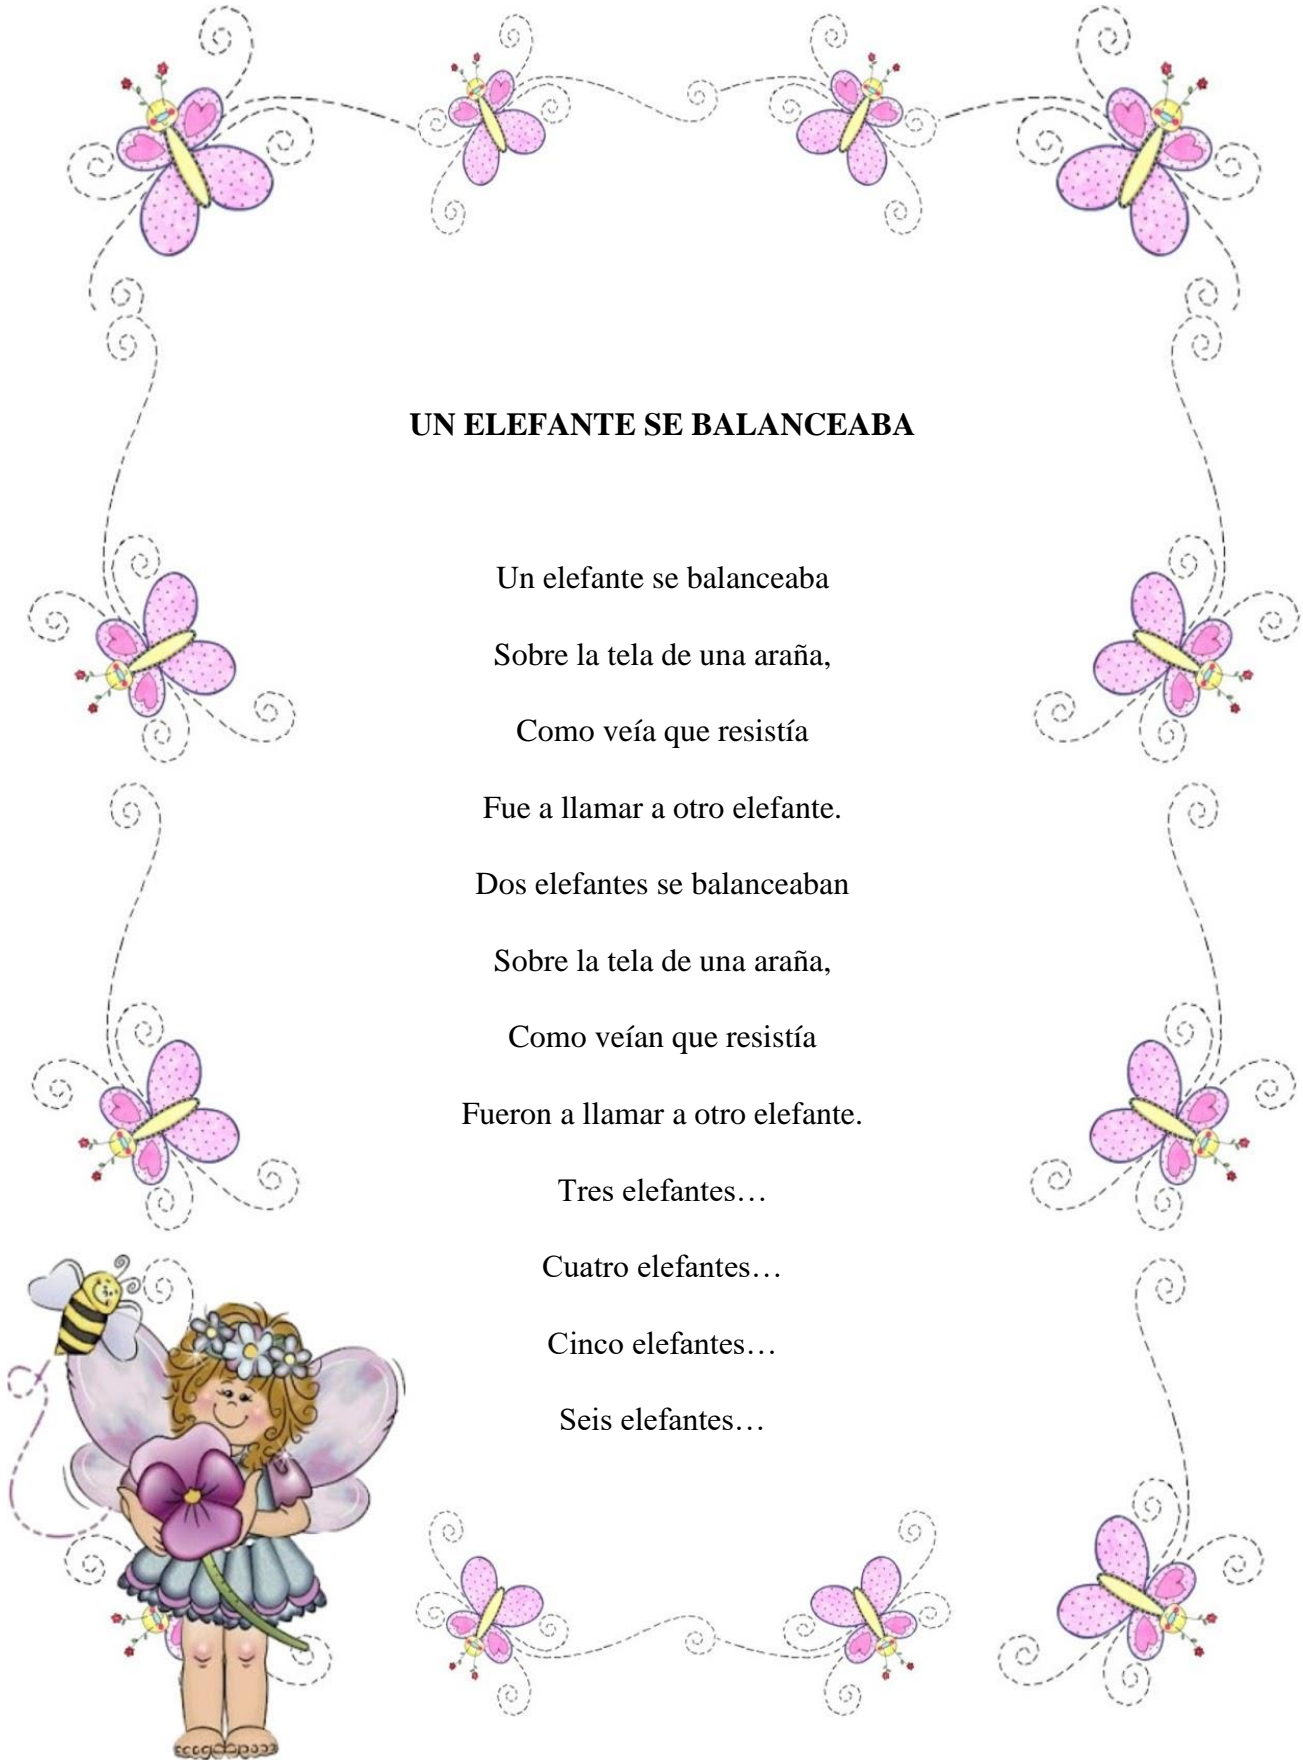 UN ELEFANTE SE BALANCEABA
Un elefante se balanceaba
Sobre la tela de una araña,
Como veía que resistía
Fue a llamar a otro elefante.
Dos elefantes se balanceaban
Sobre la tela de una araña,
Como veían que resistía
Fueron a llamar a otro elefante.
Tres elefantes…
Cuatro elefantes…
Cinco elefantes…
Seis elefantes…